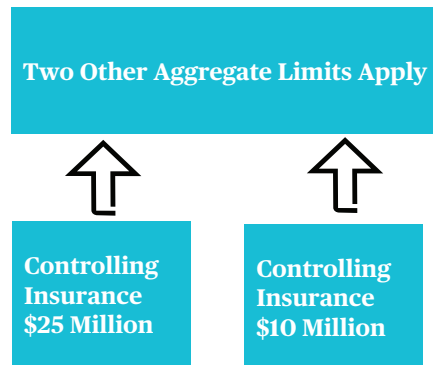 Two Other Aggregate Limits Apply
Controlling
Insurance
$25 Million
Controlling
Insurance
$10 Million